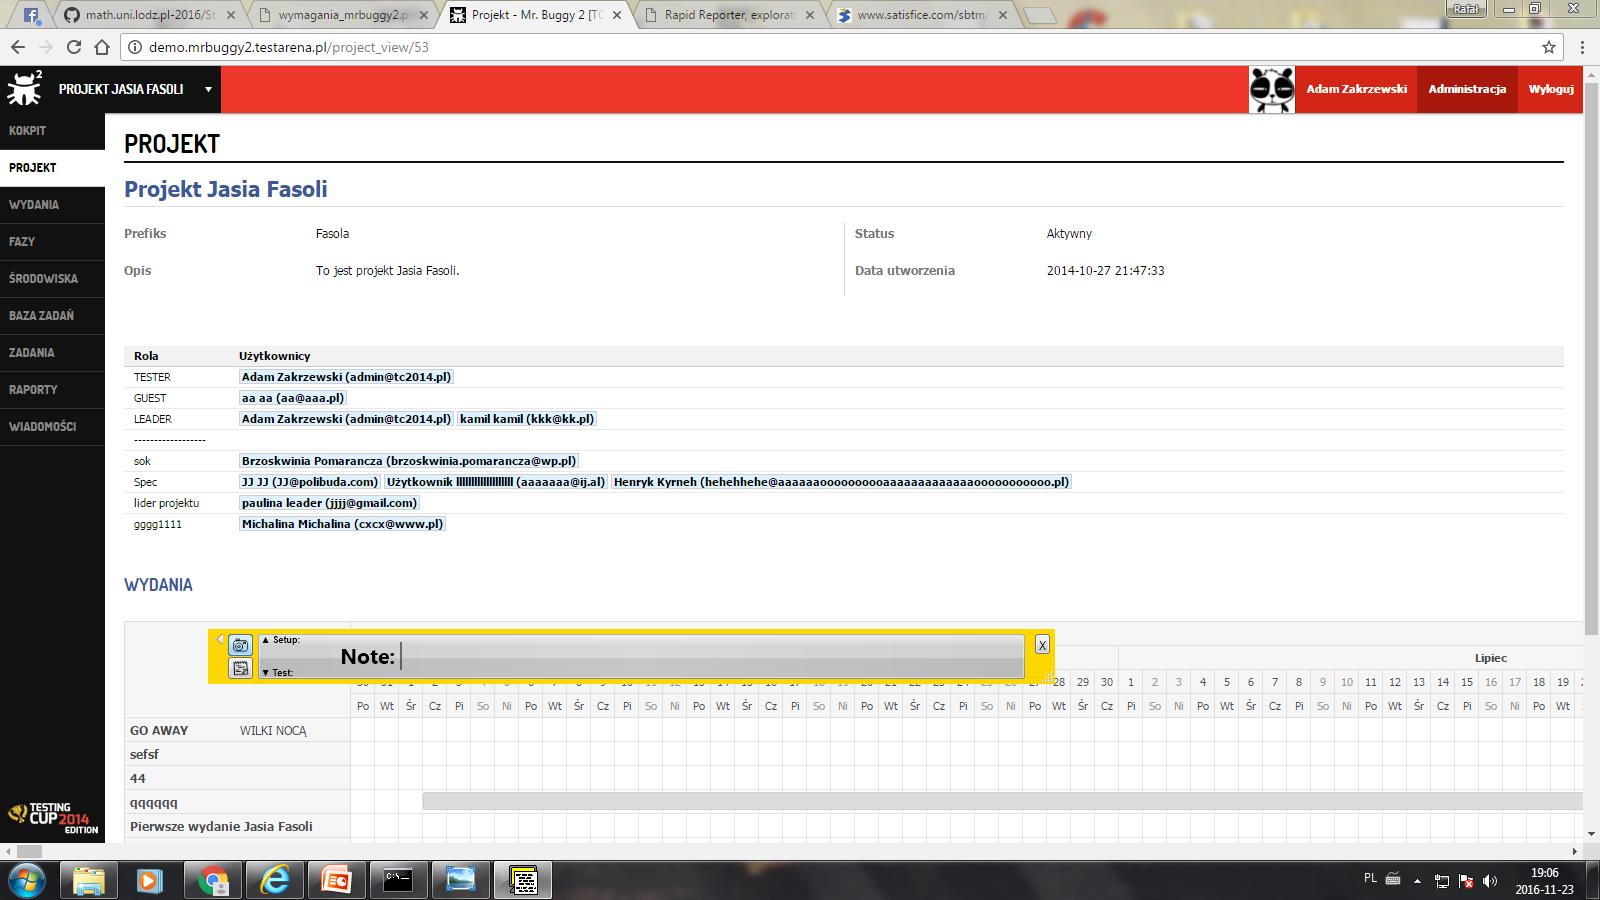 math.uni.lodz.pl-2016/St
wymagania_mrbuggy2.p
Projekt - Mr. Buggy 2 [TC
Rapid Reporter, explorat
www.satisfice.com/sbtm/
Rafał
demo.mrbuggy2.testarena.pl/project_view/53
2
PROJEKT JASIA FASOLI
Adam Zakrzewski
Administracja
Wyloguj
KOKPIT
PROJEKT
WYDANIA
FAZY
ŚRODOWISKA
BAZA ZADAŃ
ZADANIA
RAPORTY
WIADOMOŚCI
TESTING
CUP 2014
EDITION
PROJEKT
Projekt Jasia Fasoli
Prefiks Fasola Status Aktywny
Opis To jest projekt Jasia Fasoli. Data utworzenia 2014-10-27 21:47:33
Rola Użytkownicy
TESTER Adam Zakrzewski (admin@tc2014.pl)
GUEST aa aa (aa@aaa.pl)
LEADER Adam Zakrzewski (admin@tc2014.pl) kamil kamil (kkk@kk.pl)
------------------
sok Brzoskwinia Pomarancza (brzoskwinia.pomarancza@wp.pl)
Spec JJ JJ (JJ@polibuda.com)
lider projektu paulina leader (jjjj@gmail.com)
gggg1111 Michalina Michalina (cxcx@www.pl)
WYDANIA
Setup:
Note:
Test:
X
Lipiec
28 29 30 1 2 3 4 5 6 7 8 9 10 11 12 13 14 15 16 17 18 19
Po Wt Śr Cz Pi So Ni Po Wt Śr Cz Pi So Ni Po Wt Śr Cz Pi So Ni Po Wt Śr Cz Pi So Ni Po Wt Śr Cz Pi So Ni Po Wt Śr Cz Pi So Ni Po Wt Śr Cz Pi So Ni Po Wt
GO AWAY WILKI NOCĄ
sefsf
44
qqqqqq
Pierwsze wydanie Jasia Fasoli
PL
19:06
2016-11-23